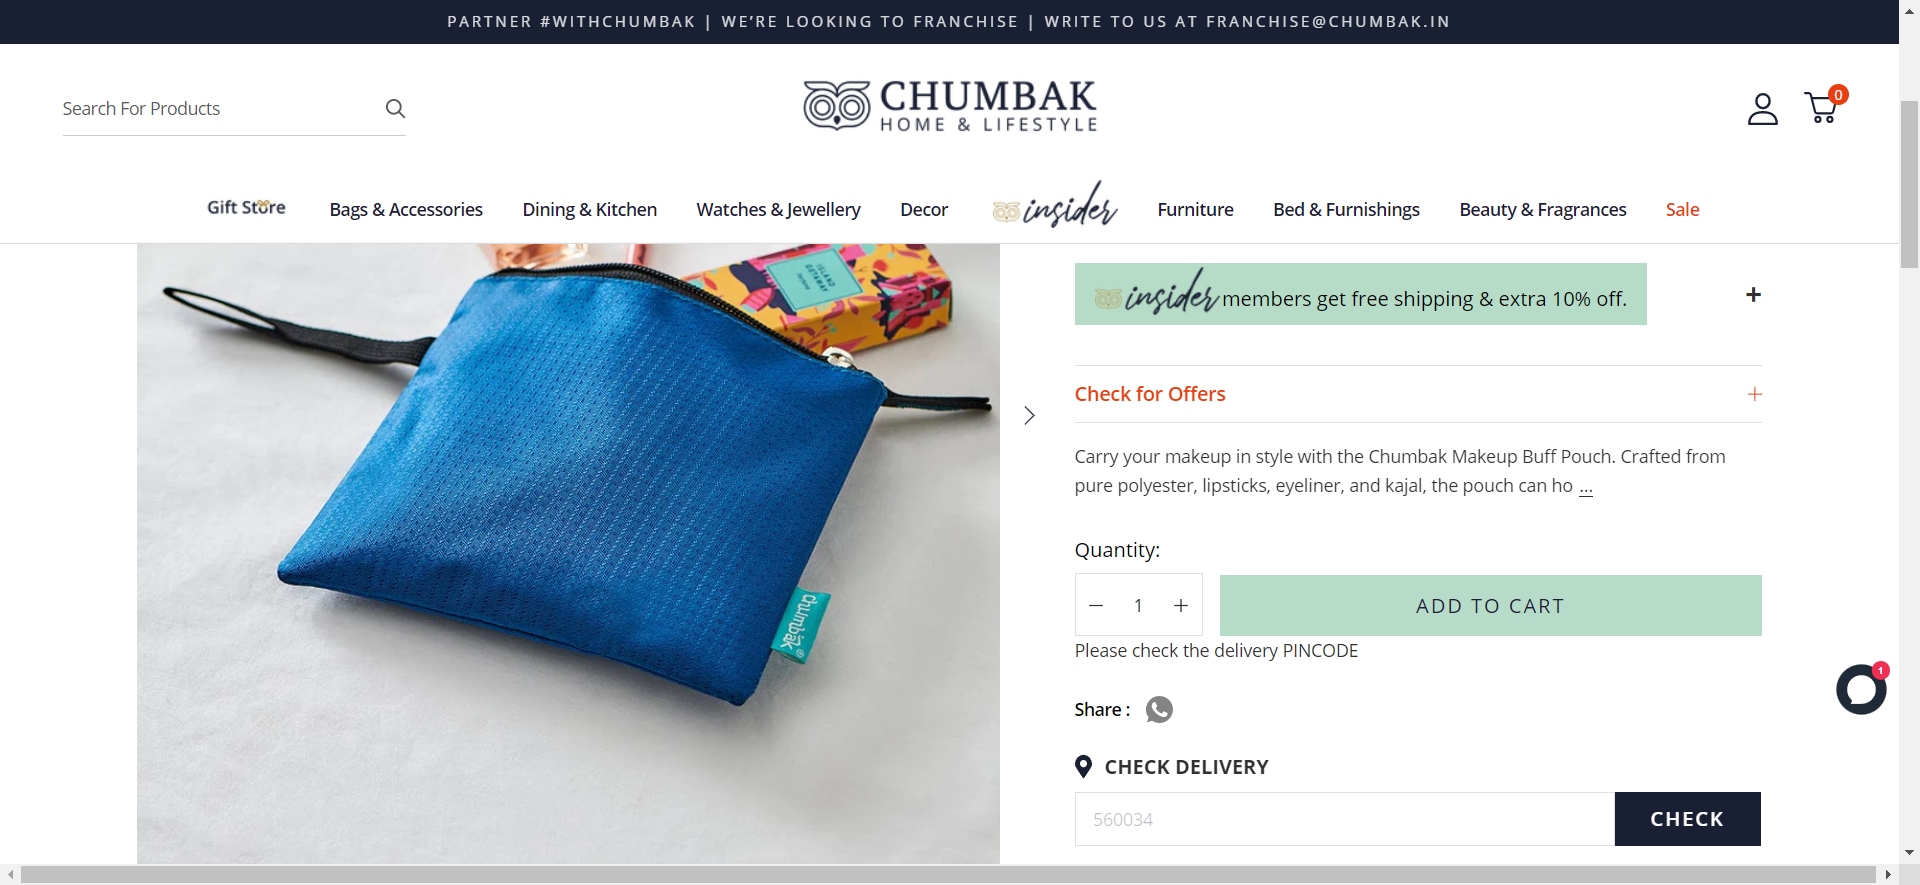 PARTNER #WITHCHUMBAK | WE'RE LOOKING TO FRANCHISE | WRITE TO US AT FRANCHISE@CHUMBAK.IN
Search For Products
CHUMBAK
HOME & LIFESTYLE
0
Gift Store
Bags & Accessories
Dining & Kitchen
Watches & Jewellery
Decor
insider
Furniture
Bed & Furnishings
Beauty & Fragrances
Sale
ISLAND
GETAWAY
chumbak®
insider members get free shipping & extra 10% off.
Check for Offers
Carry your makeup in style with the Chumbak Makeup Buff Pouch. Crafted from
pure polyester, lipsticks, eyeliner, and kajal, the pouch can ho ...
Quantity:
1
ADD TO CART
Please check the delivery PINCODE
1
Share :
CHECK DELIVERY
560034
CHECK